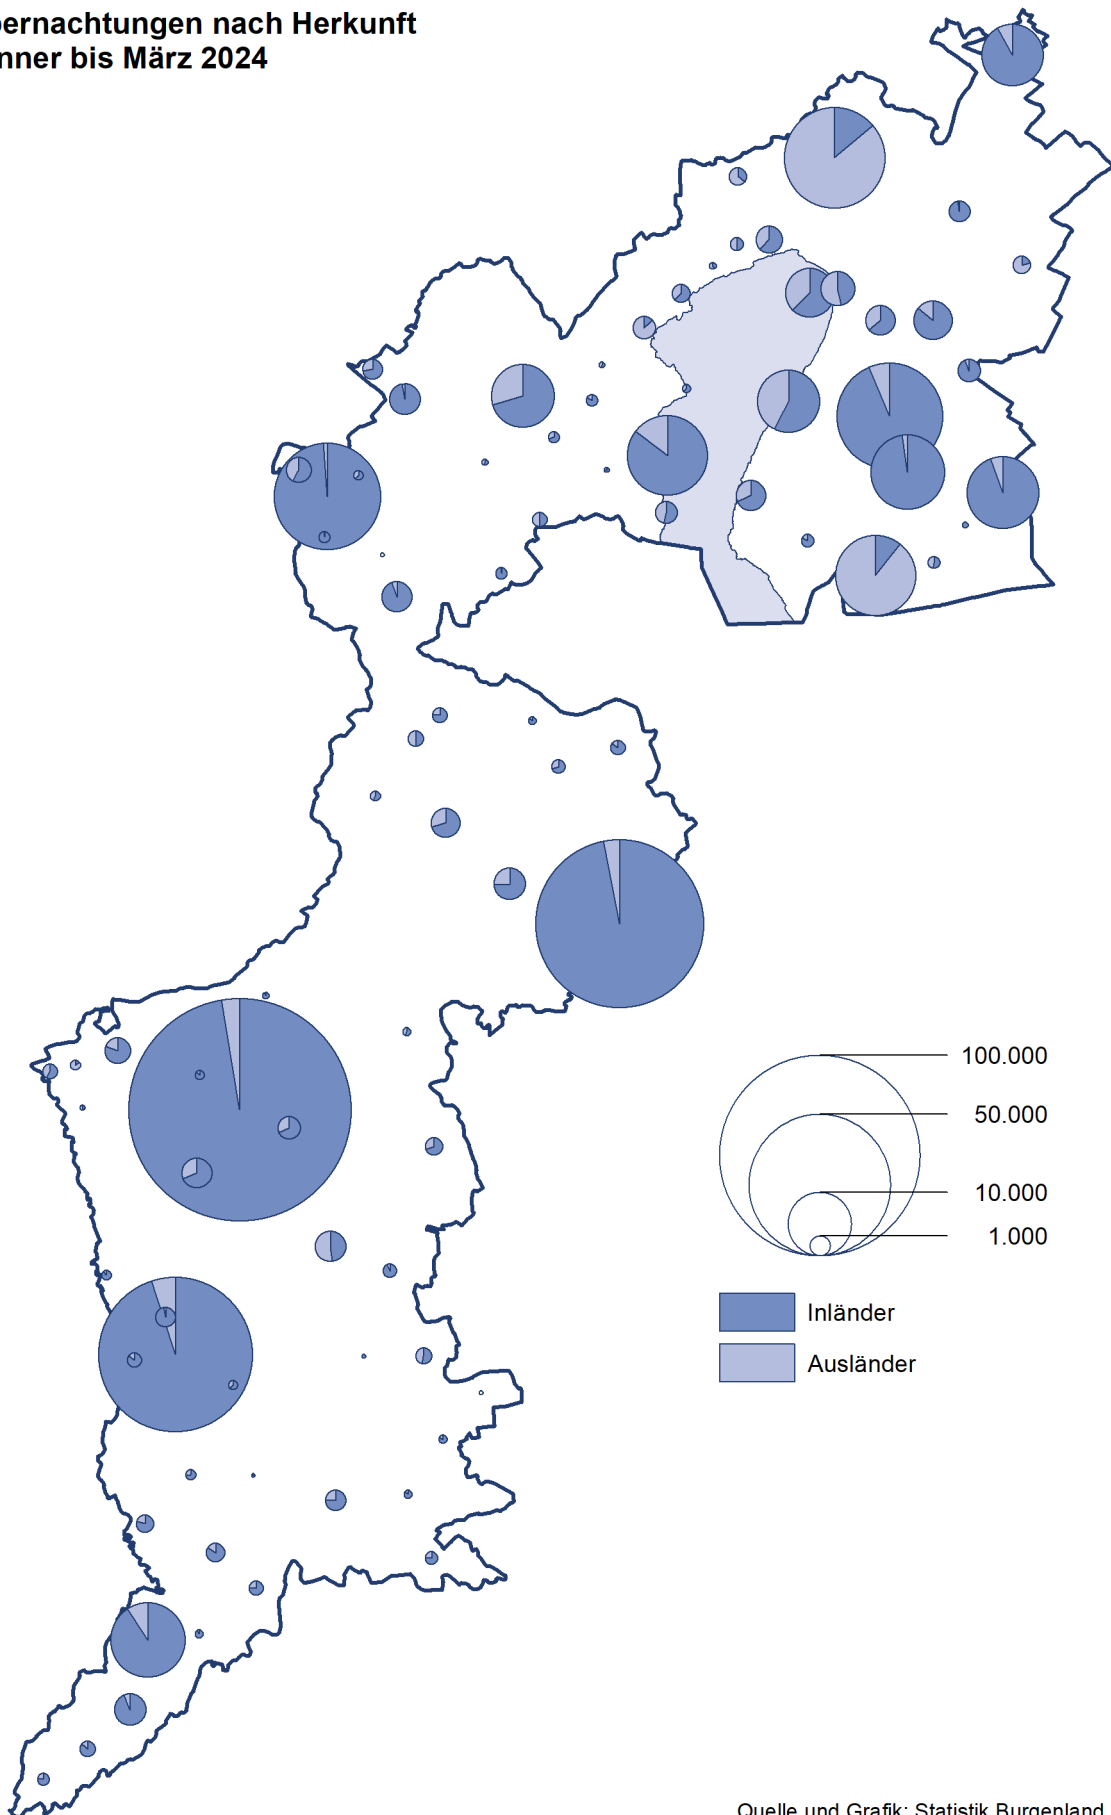 bernachtungen nach Herkunft
nner bis März 2024
100.000
50.000
10.000
1.000
Inländer
Ausländer
Quelle und Grafik: Statistik Burgenland